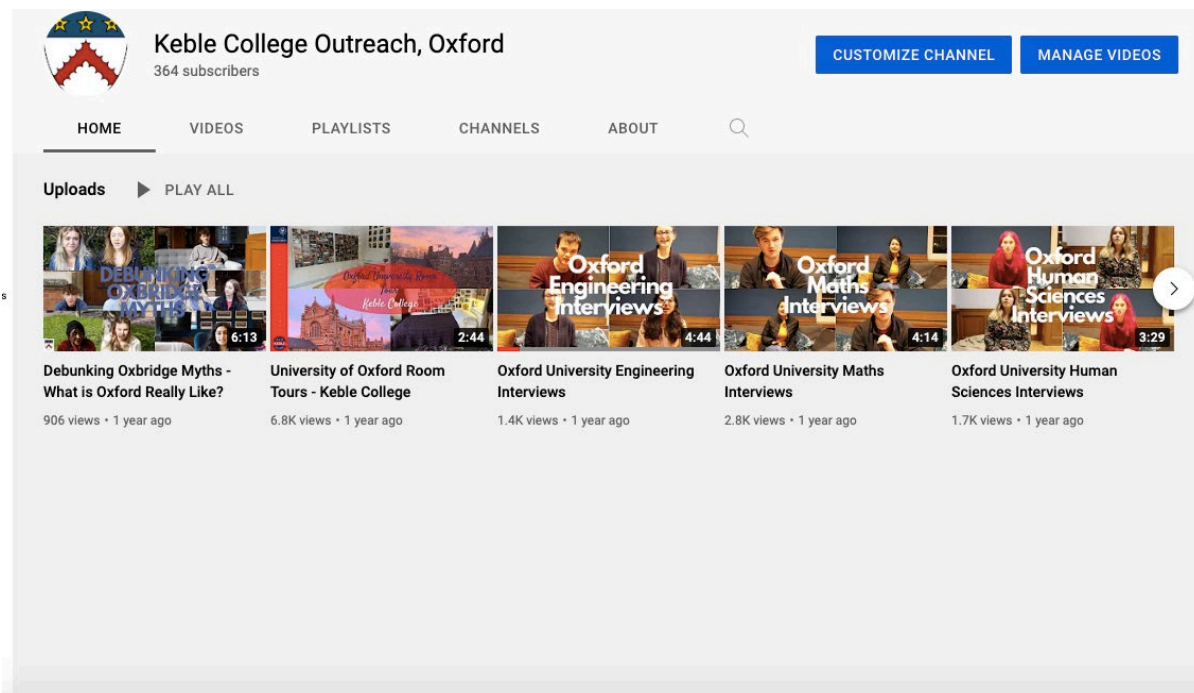 Keble College Outreach, Oxford
364 subscribers
CUSTOMIZE CHANNEL
MANAGE VIDEOS
HOME
VIDEOS
PLAYLISTS
CHANNELS
ABOUT
Uploads
PLAY ALL
s
DEBUNKING
OXBRIDGE
MYTHS
6:13
Debunking Oxbridge Myths -
What is Oxford Really Like?
906 views • 1 year ago
Oxford University Room
Tours
Keble College
2:44
University of Oxford Room
Tours - Keble College
6.8K views • 1 year ago
Oxford
Engineering
Interviews
4:44
Oxford University Engineering
Interviews
1.4K views • 1 year ago
Oxford
Maths
Interviews
4:14
Oxford University Maths
Interviews
2.8K views • 1 year ago
Oxford
Human
Sciences
Interviews
3:29
Oxford University Human
Sciences Interviews
1.7K views • 1 year ago